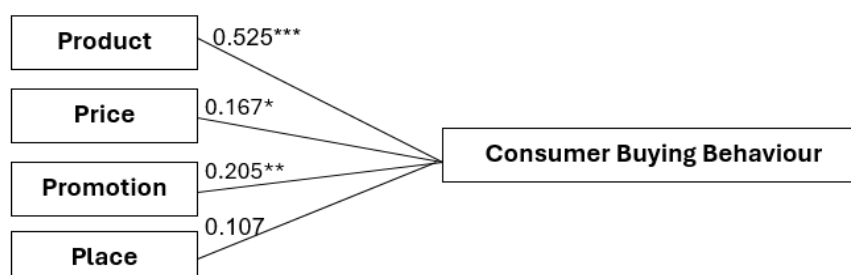 Product
0.525***
Price
0.167*
Promotion
0.205**
Place
0.107
Consumer Buying Behaviour